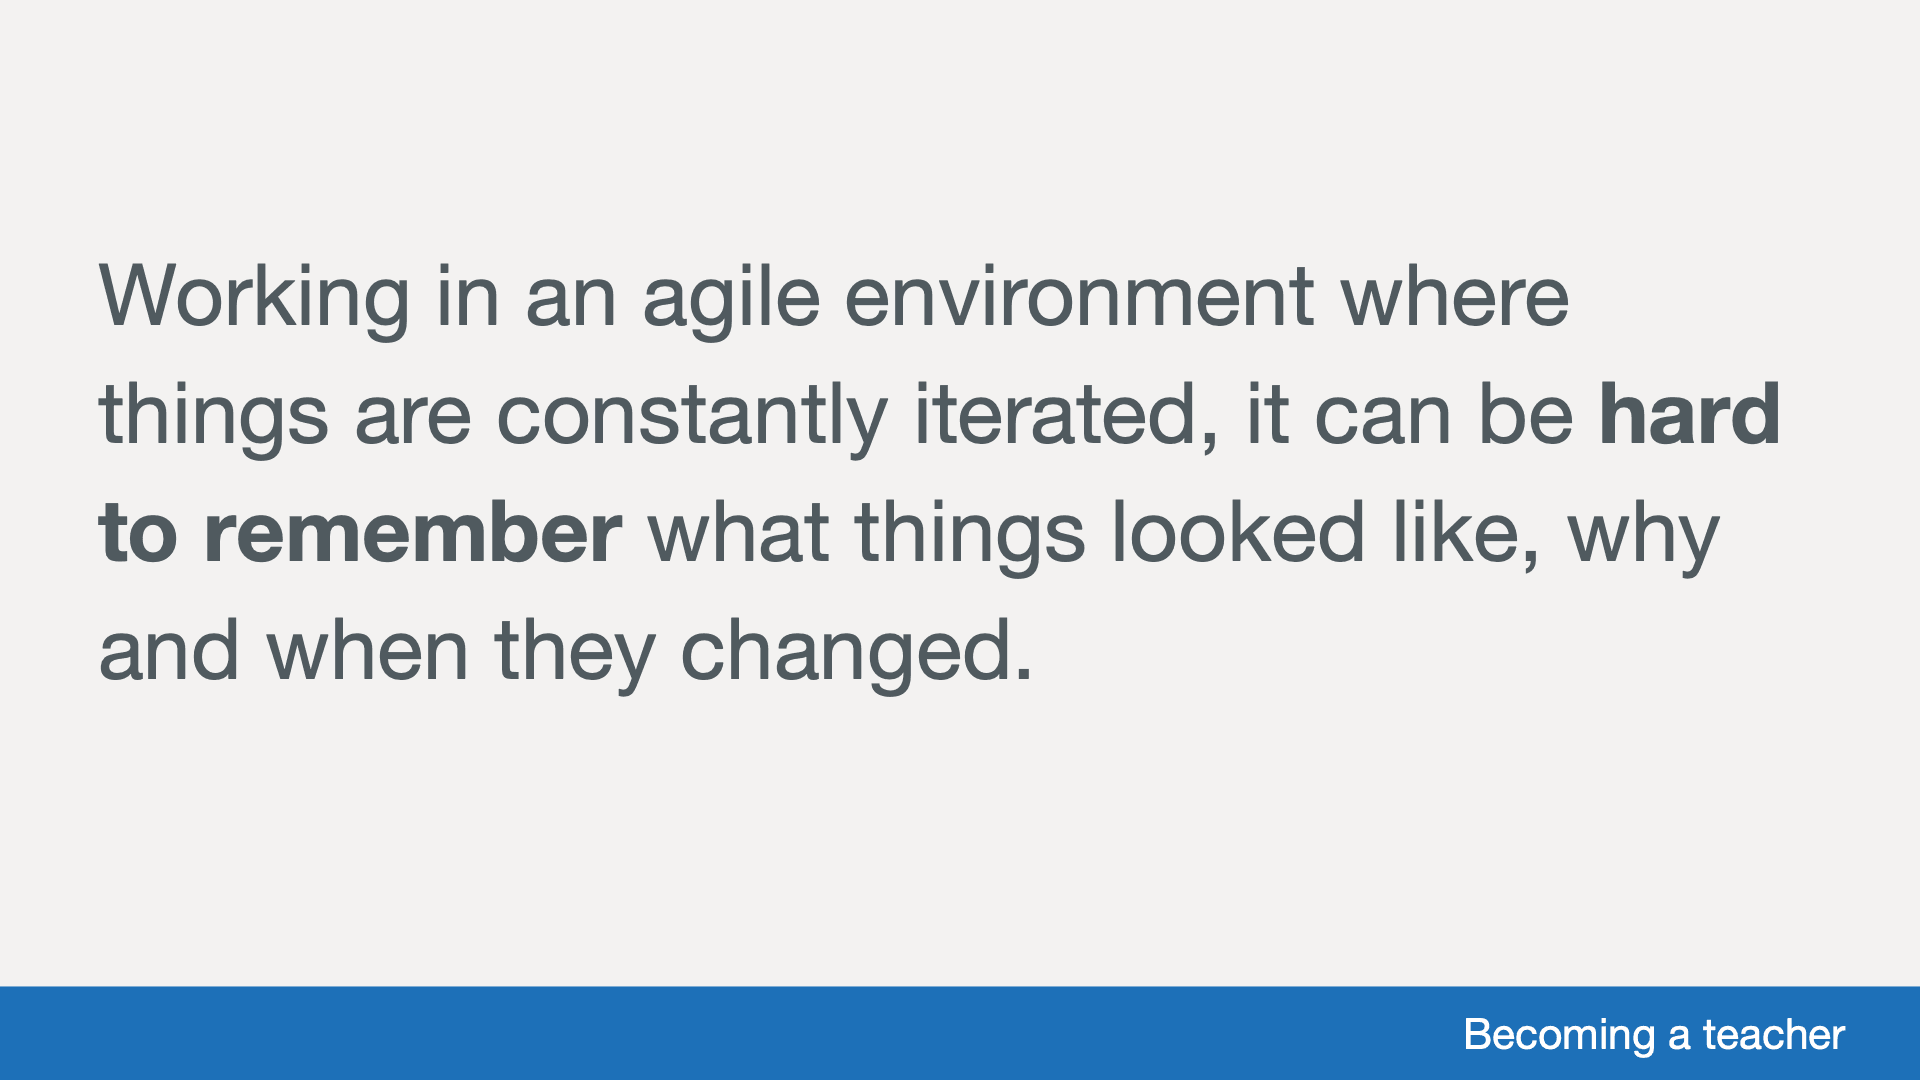 Working in an agile environment where
things are constantly iterated, it can be hard
to remember what things looked like, why
and when they changed.
Becoming a teacher